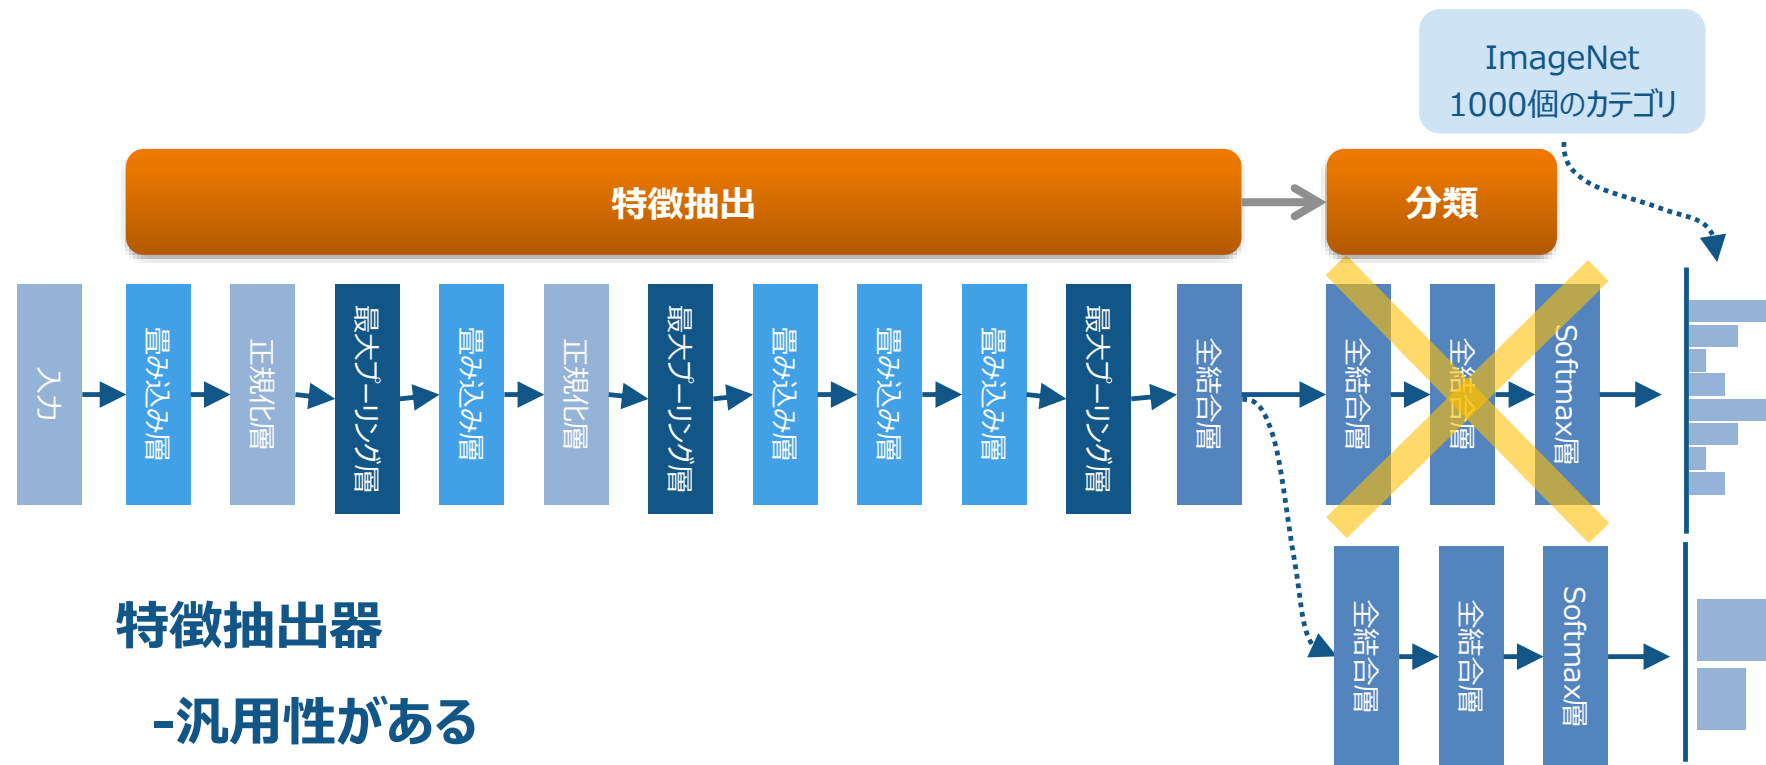 ImageNet
1000個のカテゴリ
特徴抽出
分類
入力
畳み込み層
正規化層
最大プーリング層
畳み込み層
正規化層
最大プーリング層
畳み込み層
畳み込み層
畳み込み層
最大プーリング層
全結合層
全結合層
全結合層
Softmax層
全結合層
全結合層
Softmax層
特徴抽出器
-汎用性がある